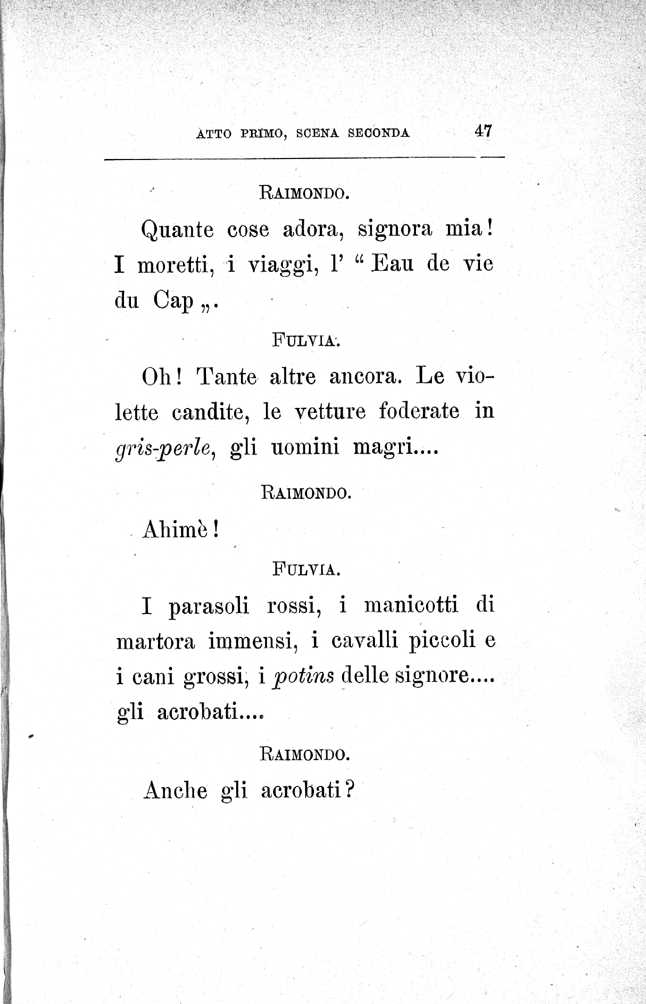 ATTO PRIMO, SCENA SECONDA 47
RAIMONDO.
Quante cose adora, signora mia!
I moretti, i viaggi, l' “ Eau de vie
du Cap „.
FULVIA.
Oh! Tante altre ancora. Le vio-
lette candite, le vetture foderate in
gris-perle, gli uomini magri....
RAIMONDO.
Ahimè!
FULVIA.
I parasoli rossi, i manicotti di
martora immensi, i cavalli piccoli e
i cani grossi, i potins delle signore....
gli acrobati....
RAIMONDO.
Anche gli acrobati?